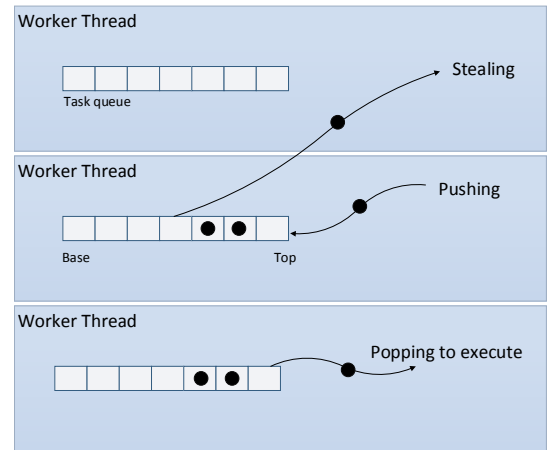 Worker Thread
Stealing
Task queue
Worker Thread
Pushing
Base
Top
Worker Thread
Popping to execute